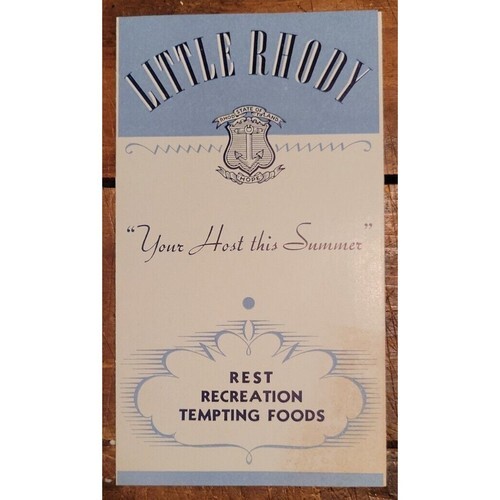 LITTLE RHODY
STATE OF
RHODE ISLAND
HOPE
"Your Host this Summer"
REST
RECREATION
TEMPTING FOODS